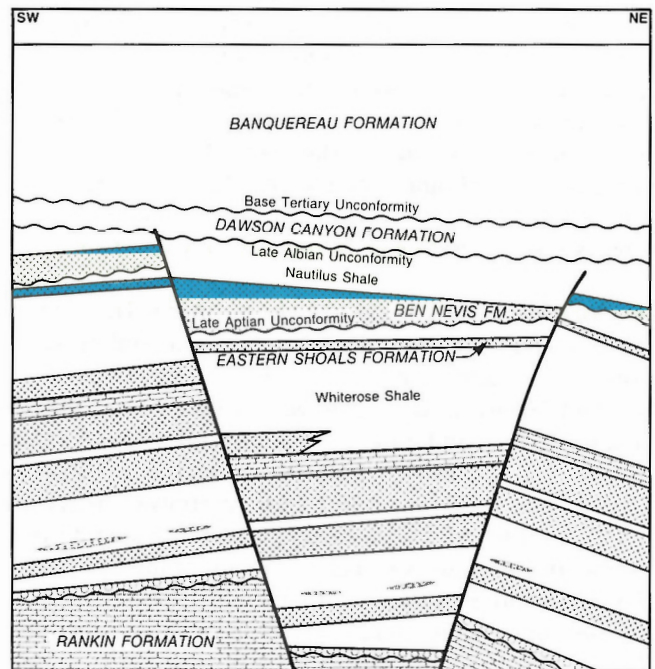 SW
NE
BANQUEREAU FORMATION
Base Tertiary Unconformity
DAWSON CANYON FORMATION
Late Albian Unconformity
Nautilus Shale
BEN NEVIS FM
Late Aptian Unconformity
EASTERN SHOALS FORMATION
Whiterose Shale
RANKIN FORMATION